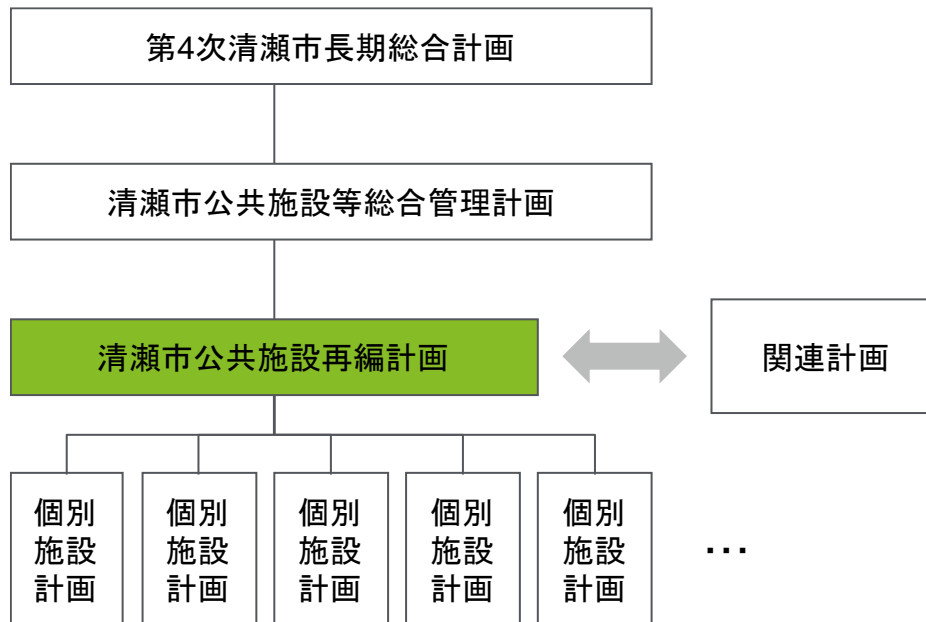 第4次清瀬市長期総合計画
清瀬市公共施設等総合管理計画
清瀬市公共施設再編計画
関連計画
個別
施設
計画
個別
施設
計画
個別
施設
計画
個別
施設
計画
個別
施設
計画
…